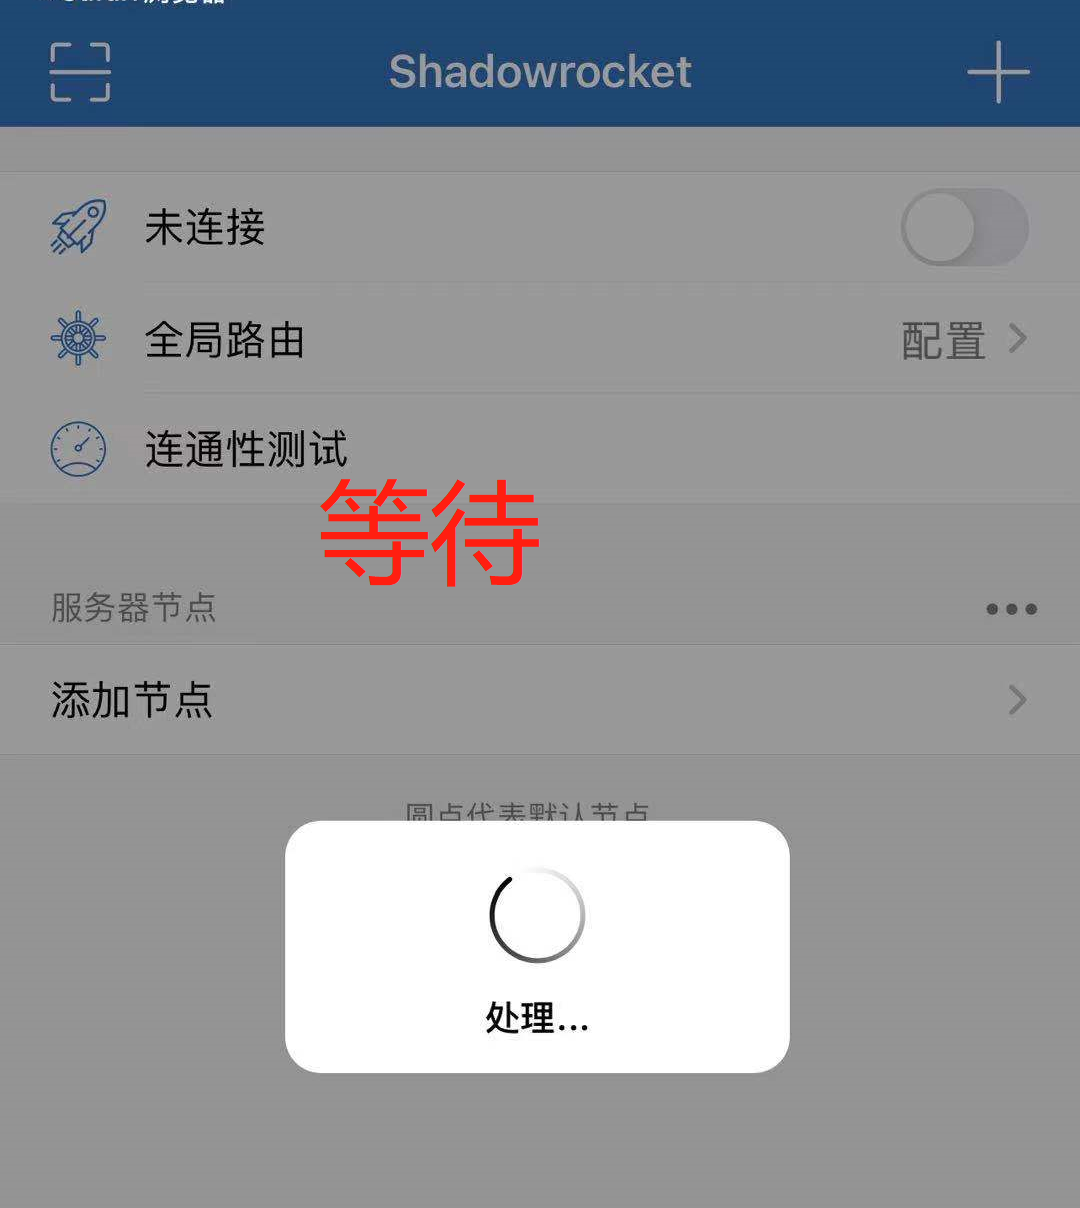 Shadowrocket
未连接
全局路由 配置
连通性测试
等待
服务器节点
添加节点
圆点代表默认节点
处理...